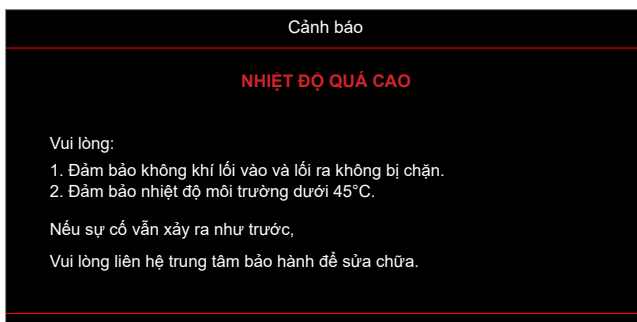 Cảnh báo
NHIỆT ĐỘ QUÁ CAO
Vui lòng:
1. Đảm bảo không khí lối vào và lối ra không bị chặn.
2. Đảm bảo nhiệt độ môi trường dưới 45°C.
Nếu sự cố vẫn xảy ra như trước,
Vui lòng liên hệ trung tâm bảo hành để sửa chữa.